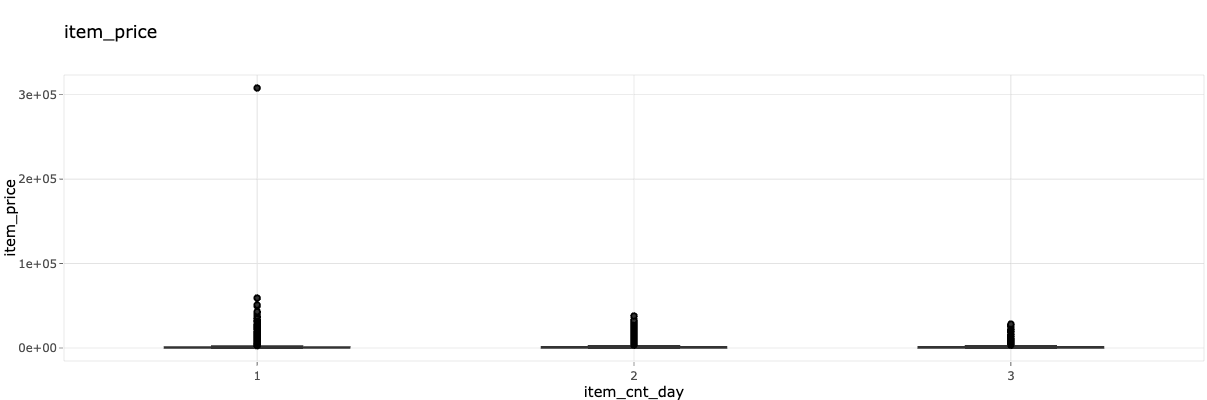 item_price
3e+05
2e+05
1e+05
0e+00
item_price
1
2
3
item_cnt_day